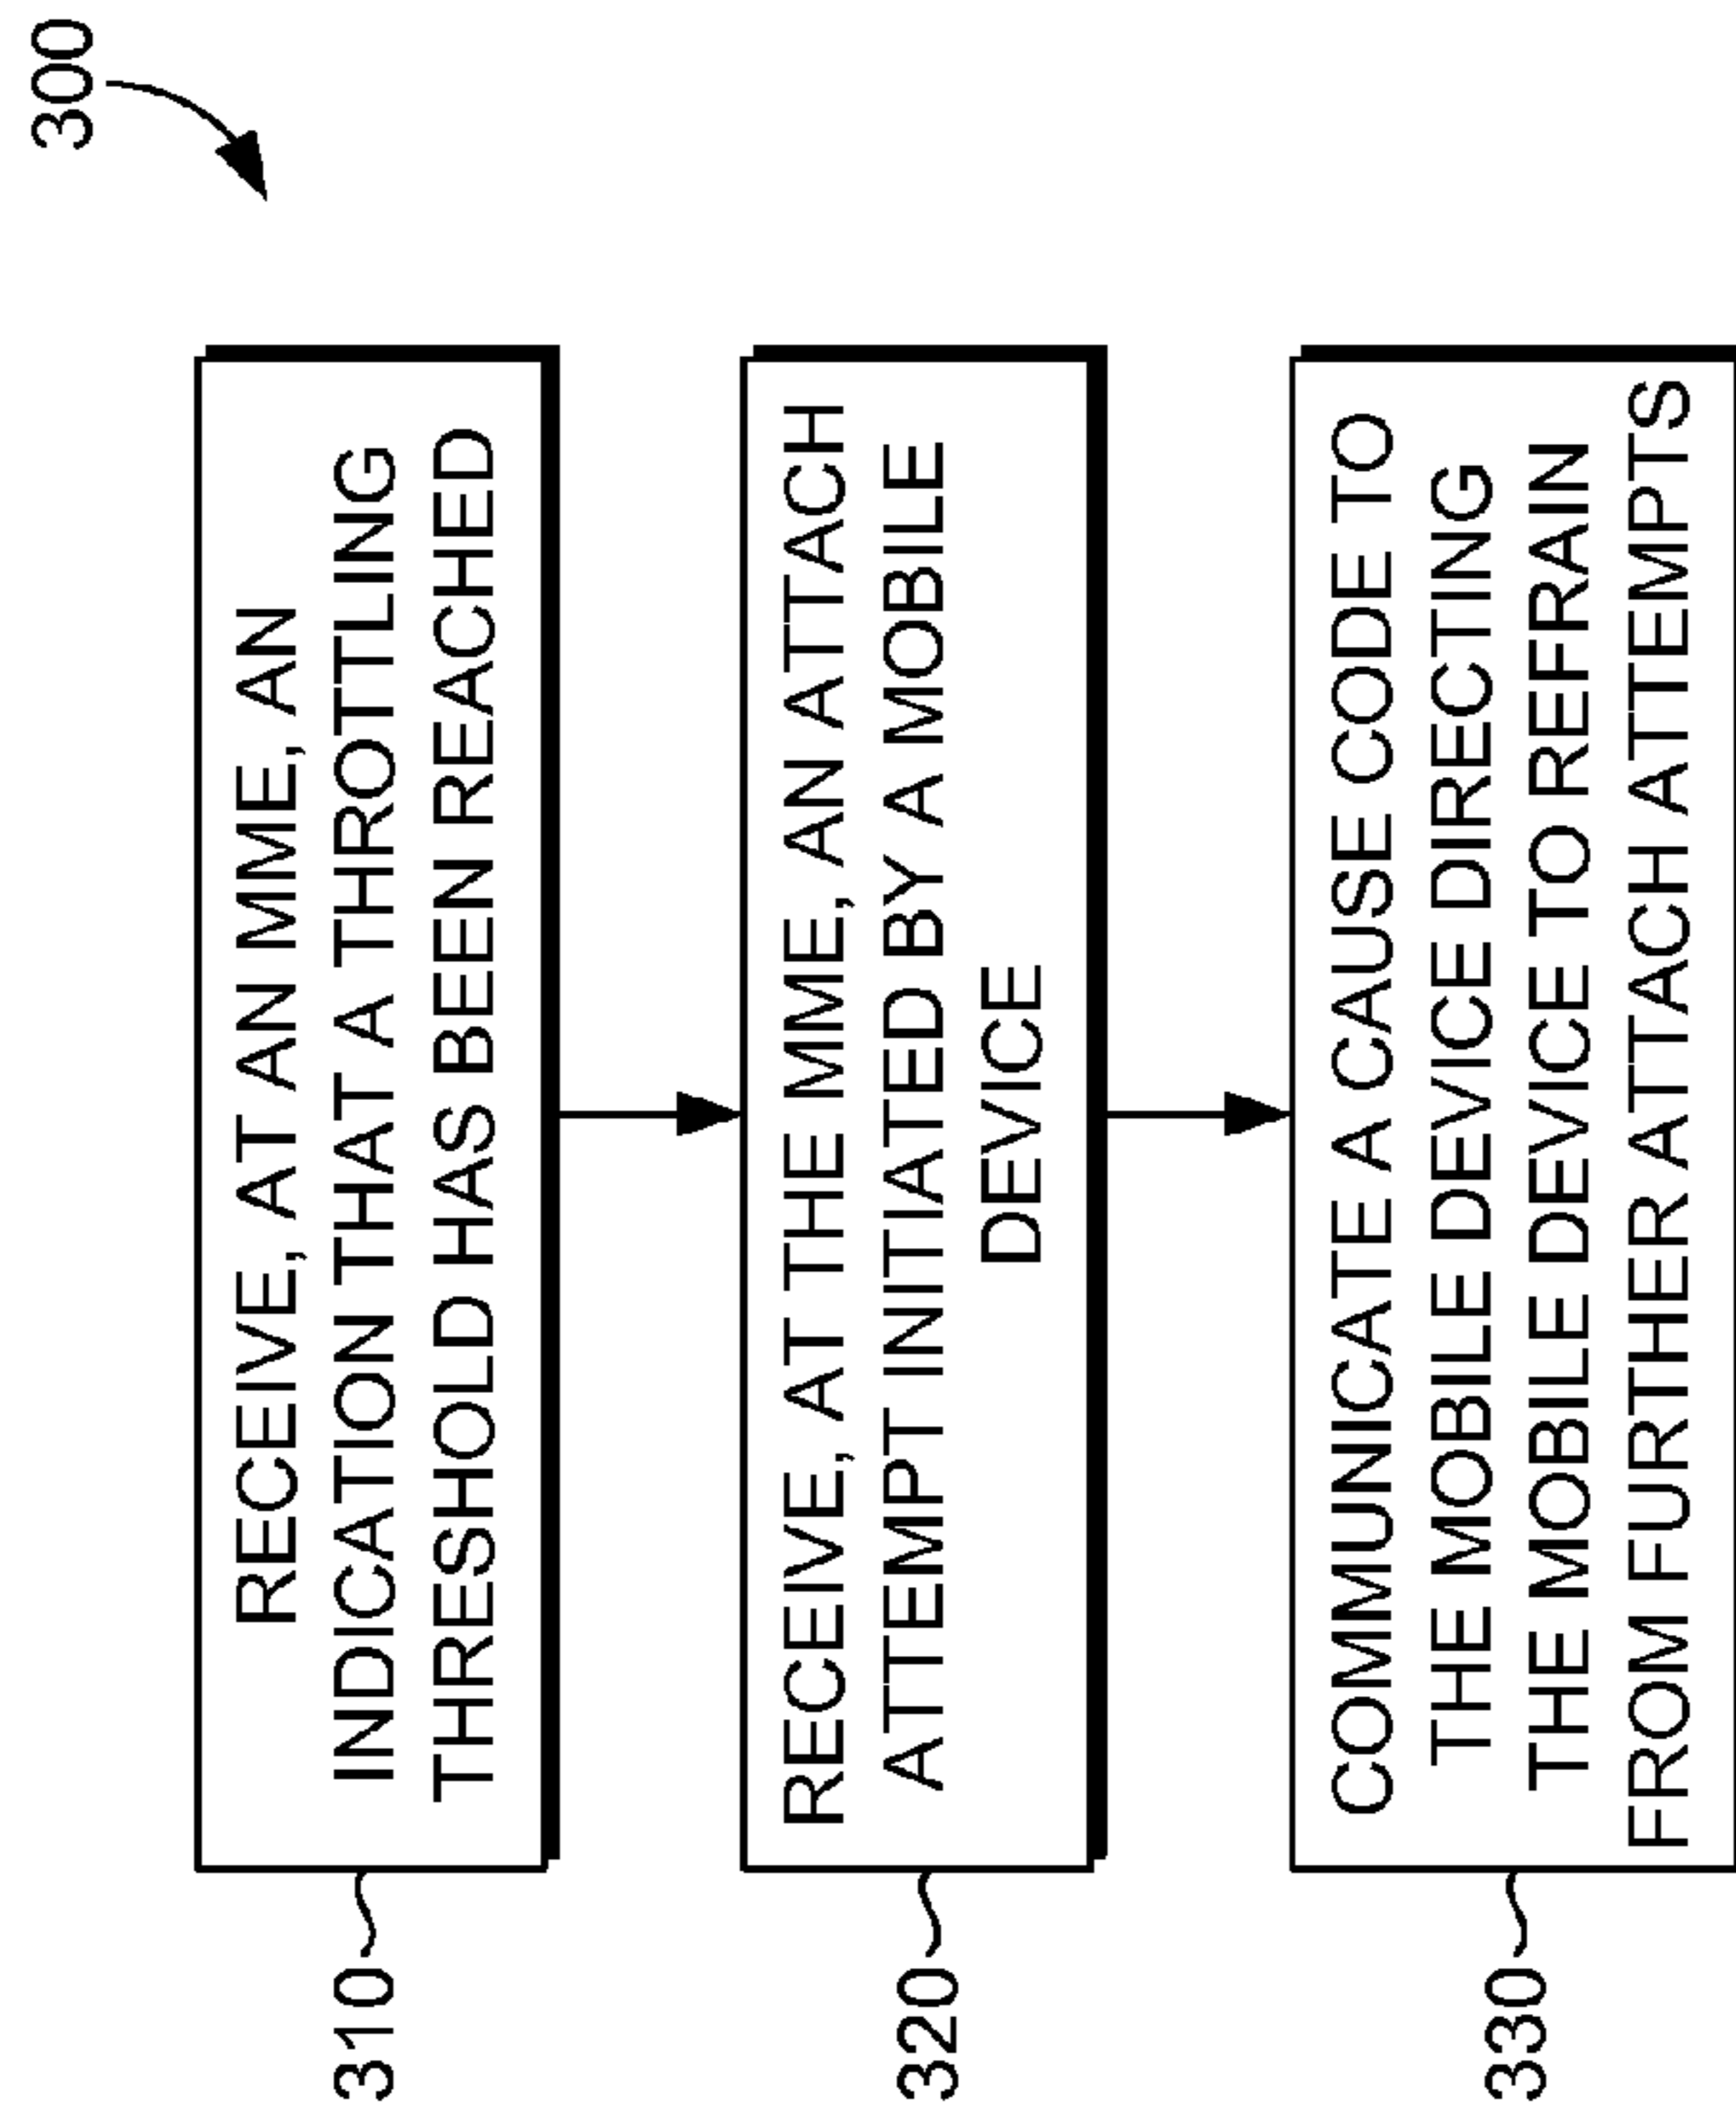 300
310
RECEIVE, AT AN MME, AN
INDICATION THAT A THROTTLING
THRESHOLD HAS BEEN REACHED
320
RECEIVE, AT THE MME, AN ATTACH
ATTEMPT INITIATED BY A MOBILE
DEVICE
330
COMMUNICATE A CAUSE CODE TO
THE MOBILE DEVICE DIRECTING
THE MOBILE DEVICE TO REFRAIN
FROM FURTHER ATTACH ATTEMPTS